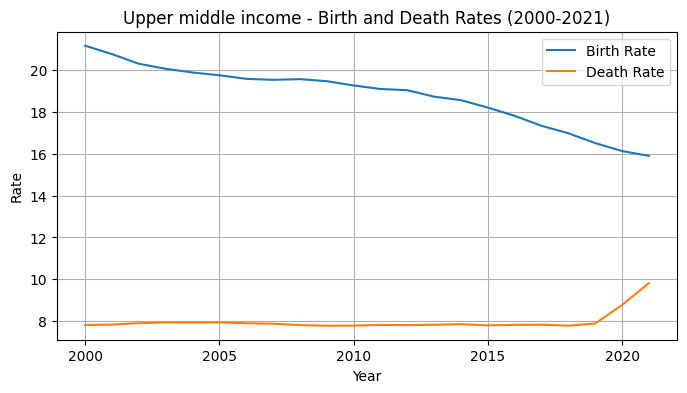 Upper middle income - Birth and Death Rates (2000-2021)
Birth Rate
Death Rate
Rate
20
18
16
14
12
10
8
2000 2005 2010 2015 2020
Year